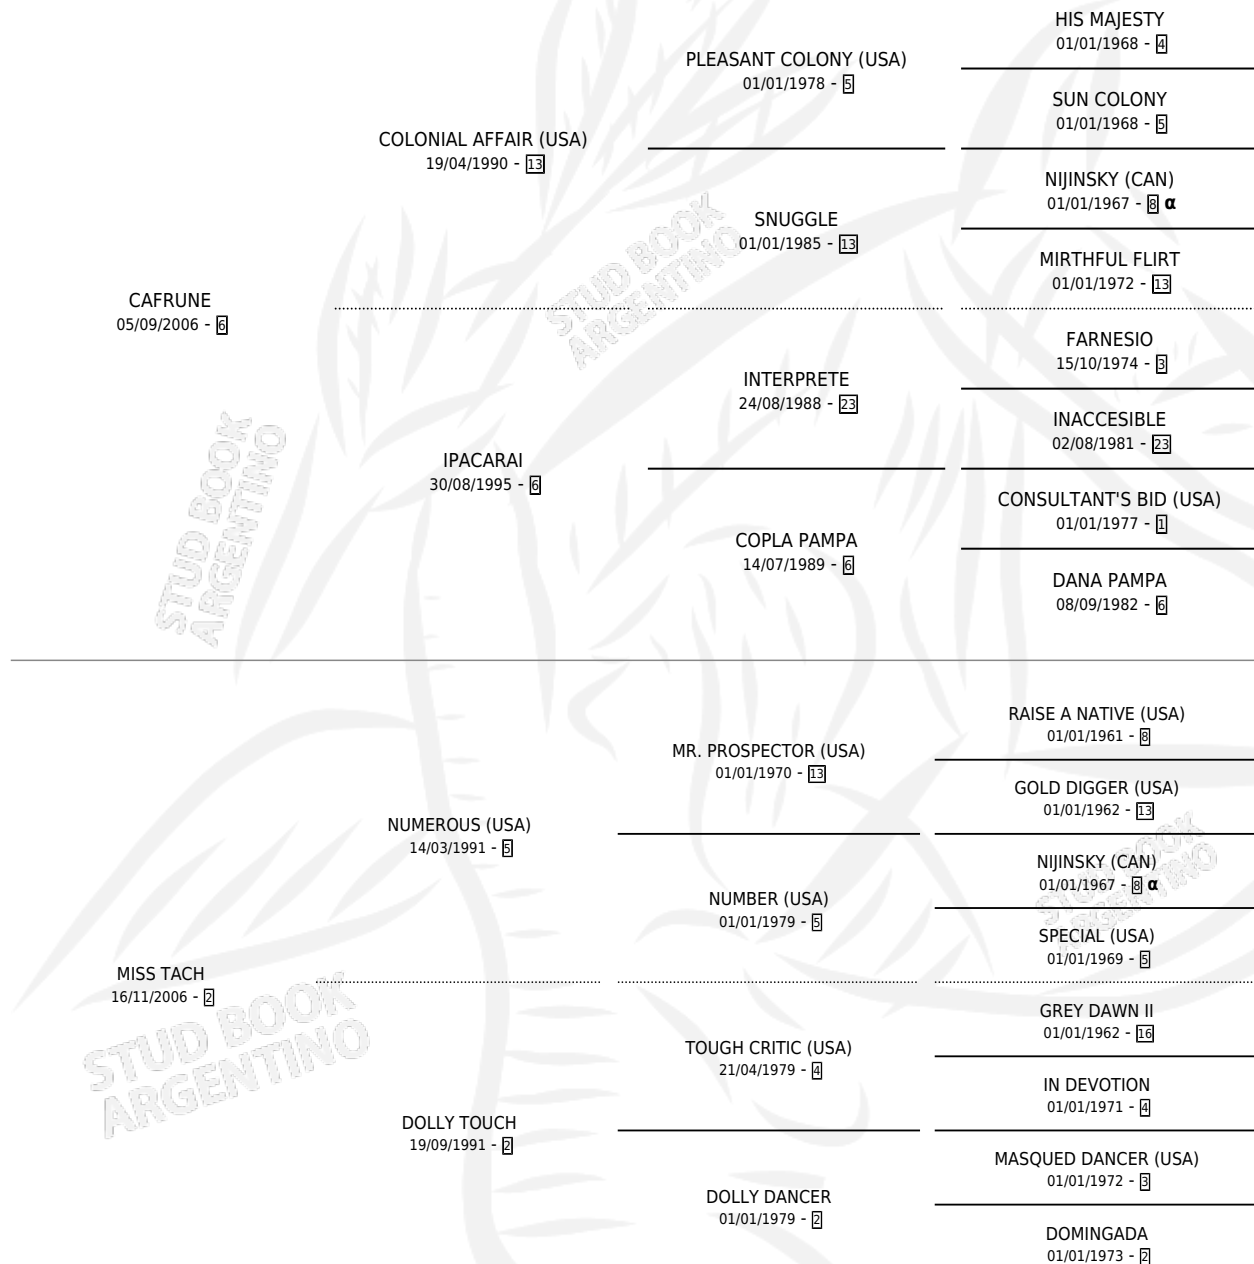 HIS MAJESTY
01/01/1968 - 4
PLEASANT COLONY (USA)
01/01/1978 - 5
SUN COLONY
01/01/1968 - 5
COLONIAL AFFAIR (USA)
19/04/1990 - 13
NIJINSKY (CAN)
01/01/1967 - 8 α
SNUGGLE
01/01/1985 - 13
MIRTHFUL FLIRT
01/01/1972 - 13
CAFRUNE
05/09/2006 - 6
FARNESIO
15/10/1974 - 3
INTERPRETE
24/08/1988 - 23
INACCESIBLE
02/08/1981 - 23
IPACARAI
30/08/1995 - 6
CONSULTANT'S BID (USA)
01/01/1977 - 1
COPLA PAMPA
14/07/1989 - 6
DANA PAMPA
08/09/1982 - 6
STUD BOOK
ARGENTINO
STUD BOOK
ARGENTINO
RAISE A NATIVE (USA)
01/01/1961 - 8
MR. PROSPECTOR (USA)
01/01/1970 - 13
GOLD DIGGER (USA)
01/01/1962 - 13
NUMEROUS (USA)
14/03/1991 - 5
NIJINSKY (CAN)
01/01/1967 - 8 α
NUMBER (USA)
01/01/1979 - 5
SPECIAL (USA)
01/01/1969 - 5
MISS TACH
16/11/2006 - 2
GREY DAWN II
01/01/1962 - 16
TOUGH CRITIC (USA)
21/04/1979 - 4
IN DEVOTION
01/01/1971 - 4
DOLLY TOUCH
19/09/1991 - 2
MASQUED DANCER (USA)
01/01/1972 - 3
DOLLY DANCER
01/01/1979 - 2
DOMINGADA
01/01/1973 - 2
STUD BOOK
ARGENTINO
STUD BOOK
ARGENTINO